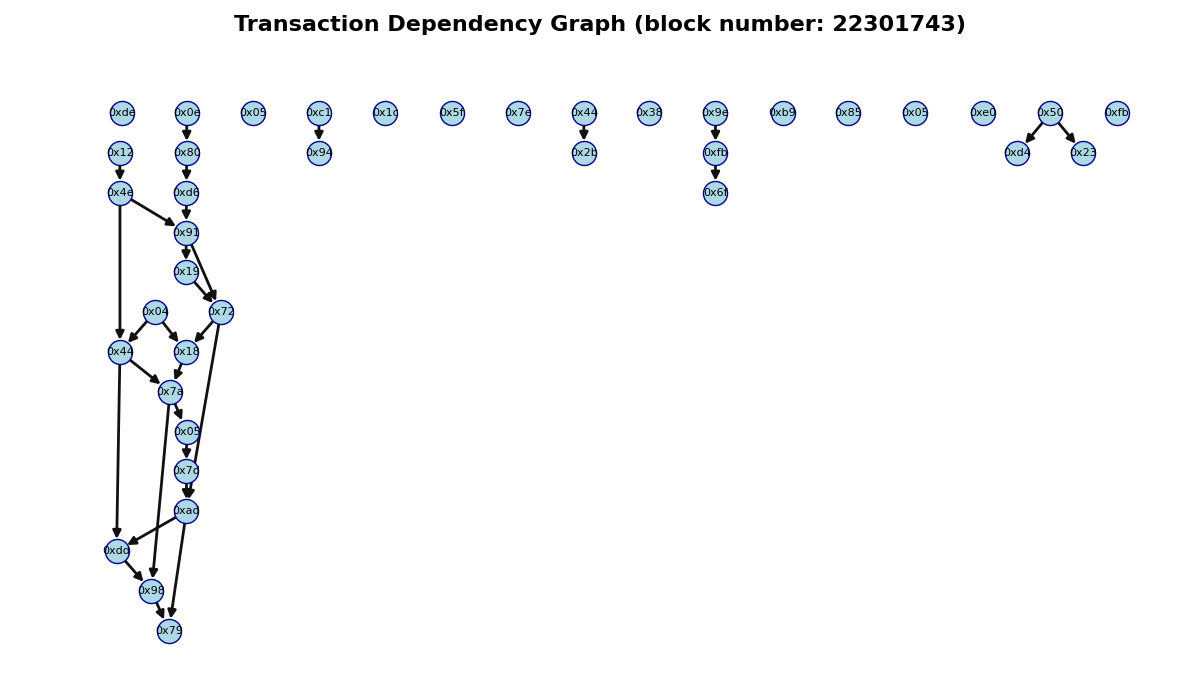 Transaction Dependency Graph (block number: 22301743)
0xde 0x0e 0x05 0xc1 0x1c 0x5f 0x7e 0x44 0x38 0x9e 0xb9 0x85 0x05 0xe0 0x50 0xfb
0x12 0x80 0x94 0x2b 0xfb 0xd4 0x23
0x4e 0xd6 0x6f
0x91
0x19
0x04 0x72
0x44 0x18
0x7a
0x05
0x7d
0xad
0xdd
0x98
0x79